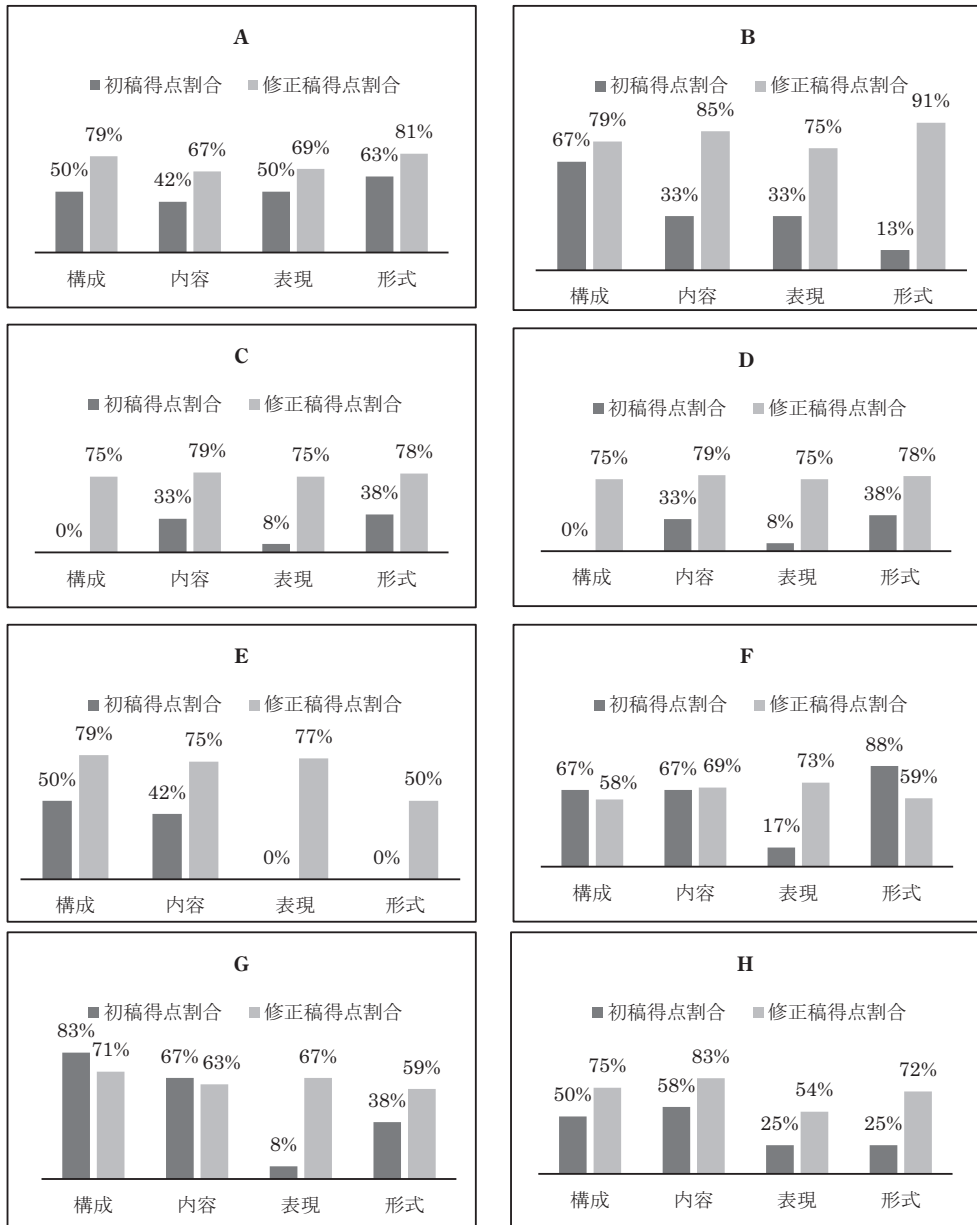 A
■初稿得点割合 ■修正稿得点割合
50% 79% 42% 67% 50% 69% 63% 81%
構成 内容 表現 形式
B
■初稿得点割合 ■修正稿得点割合
67% 79% 33% 85% 33% 75% 13% 91%
構成 内容 表現 形式
C
■初稿得点割合 ■修正稿得点割合
0% 75% 33% 79% 8% 75% 38% 78%
構成 内容 表現 形式
D
■初稿得点割合 ■修正稿得点割合
0% 75% 33% 79% 8% 75% 38% 78%
構成 内容 表現 形式
E
■初稿得点割合 ■修正稿得点割合
50% 79% 42% 75% 0% 77% 0% 50%
構成 内容 表現 形式
F
■初稿得点割合 ■修正稿得点割合
67% 58% 67% 69% 17% 73% 88% 59%
構成 内容 表現 形式
G
■初稿得点割合 ■修正稿得点割合
83% 71% 67% 63% 8% 67% 38% 59%
構成 内容 表現 形式
H
■初稿得点割合 ■修正稿得点割合
50% 75% 58% 83% 25% 54% 25% 72%
構成 内容 表現 形式